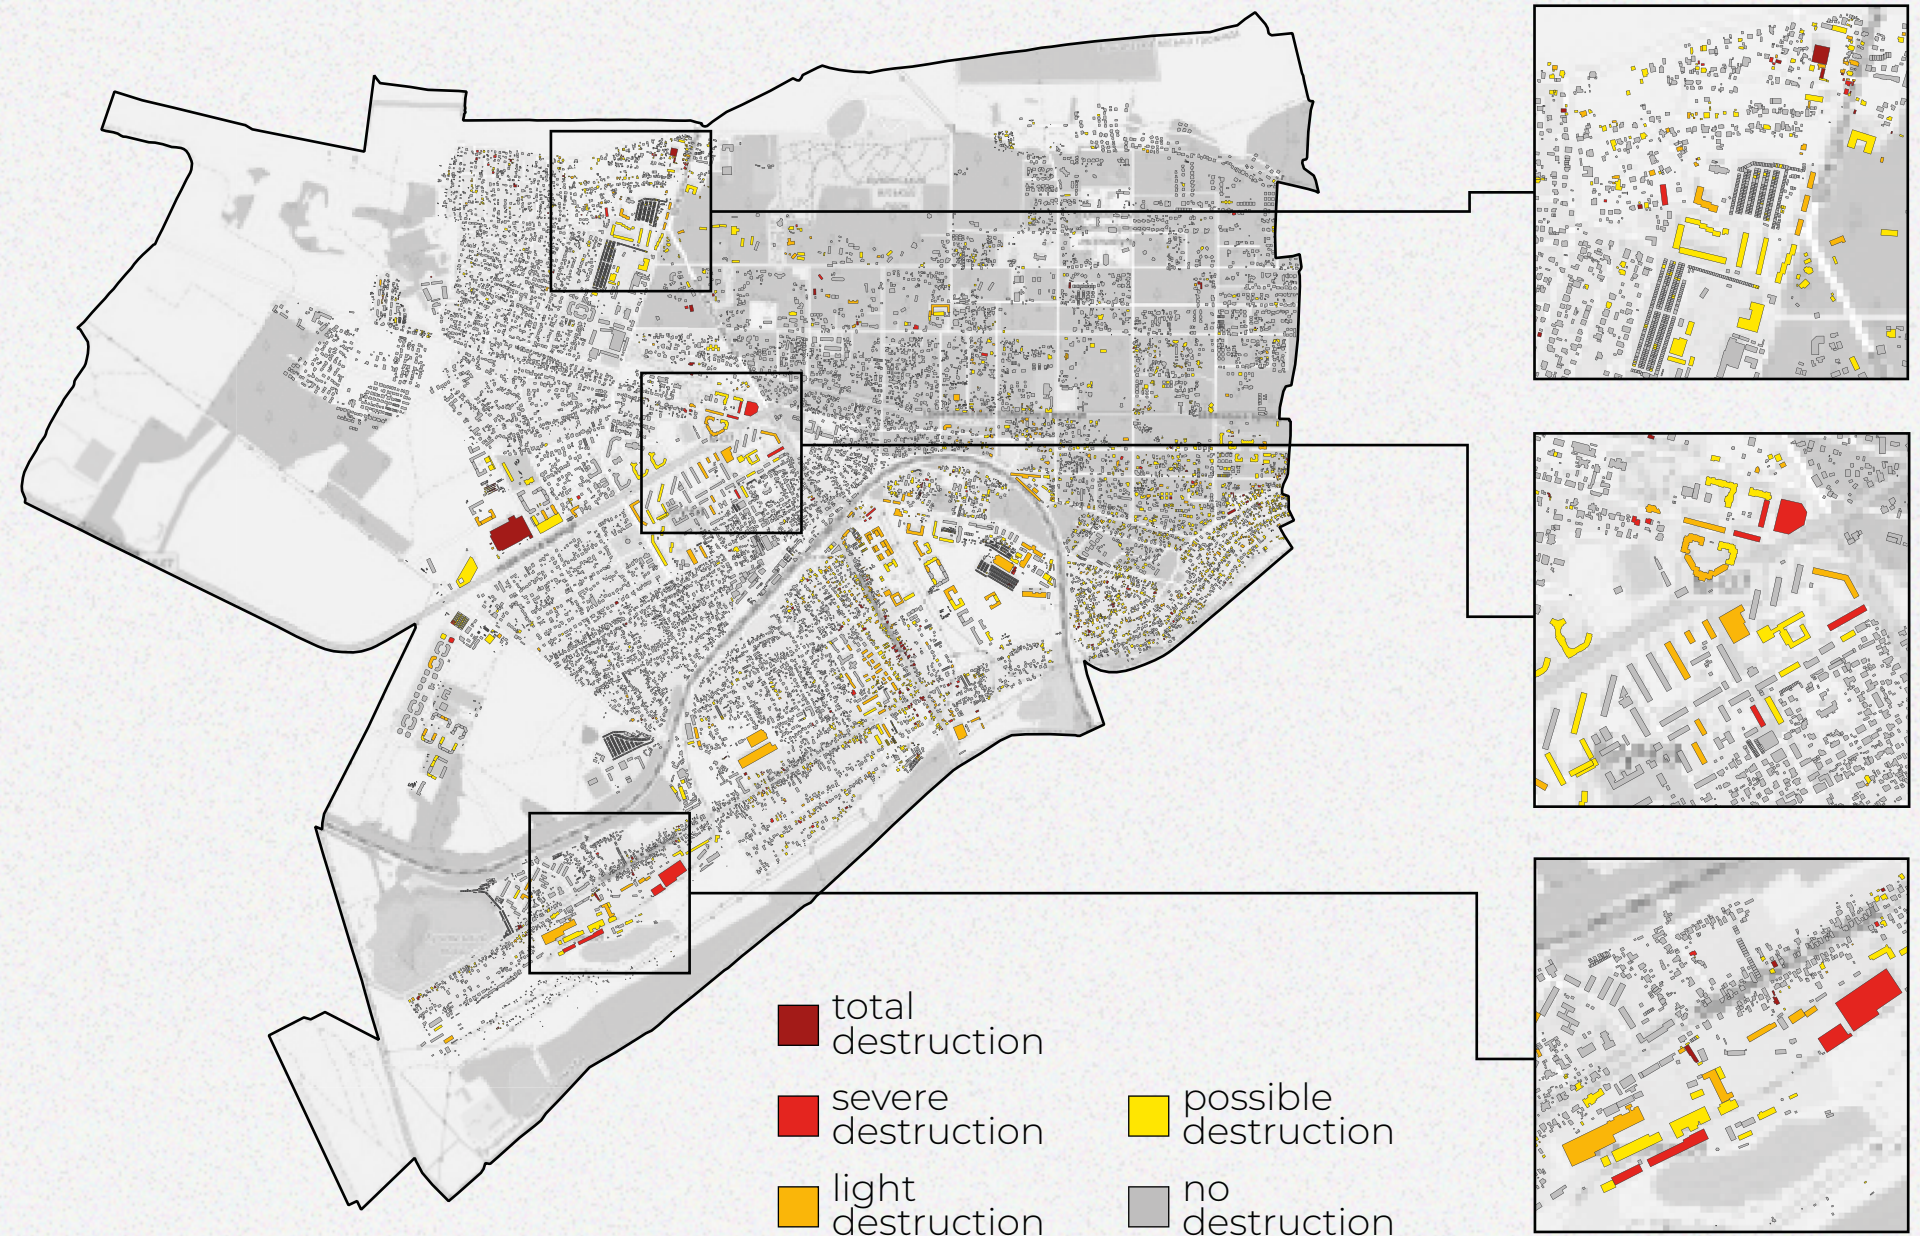 total
destruction
severe
destruction
light
destruction
possible
destruction
no
destruction